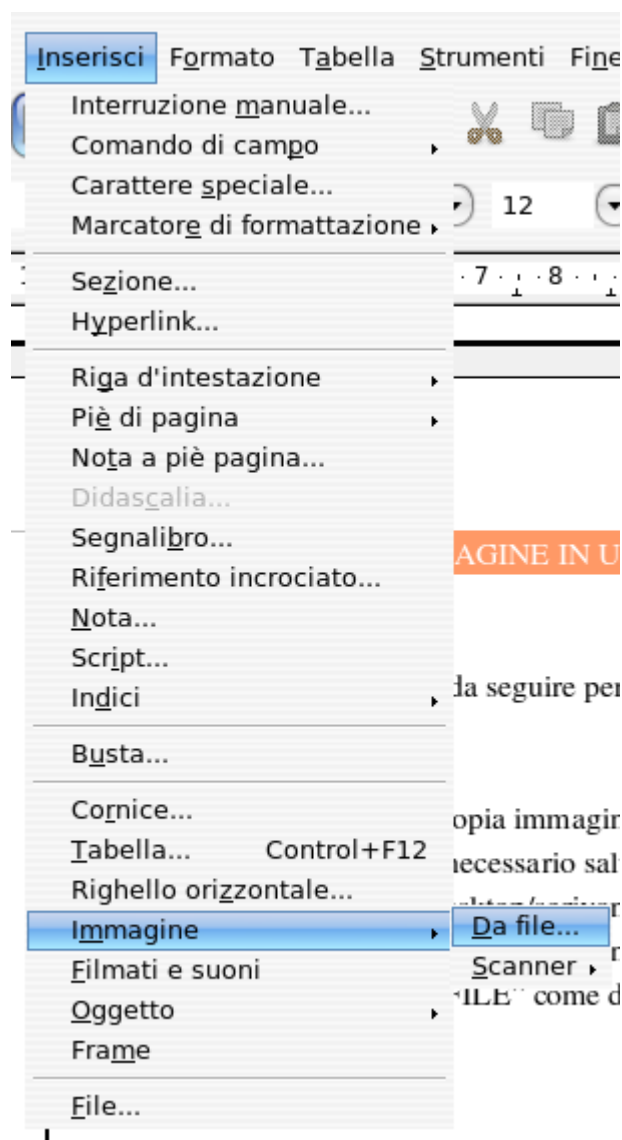 Inserisci Formato Tabella Strumenti Fine
Interruzione manuale...
Comando di campo
Carattere speciale...
Marcatore di formattazione
12
7 8
Sezione...
Hyperlink...
Riga d'intestazione
Piè di pagina
Nota a piè pagina...
Didascalia...
Segnalibro...
AGINE IN U
Riferimento incrociato...
Nota...
Script...
Indici
da seguire per
Busta...
Cornice...
opia immagin
Tabella... Control+F12
necessario sal
Righello orizzontale...
Immagine
Da file...
Filmati e suoni
Scanner
Oggetto
FILE" come d
Frame
File...